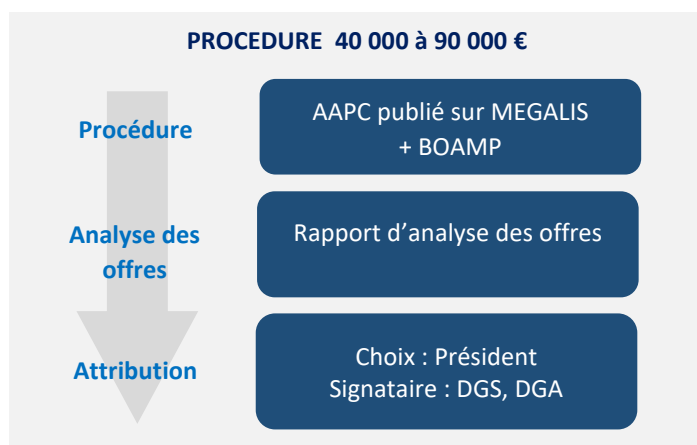 PROCEDURE 40 000 à 90 000 €
Procédure
AAPC publié sur MEGALIS
+ BOAMP
Analyse des
offres
Rapport d’analyse des offres
Attribution
Choix : Président
Signataire : DGS, DGA